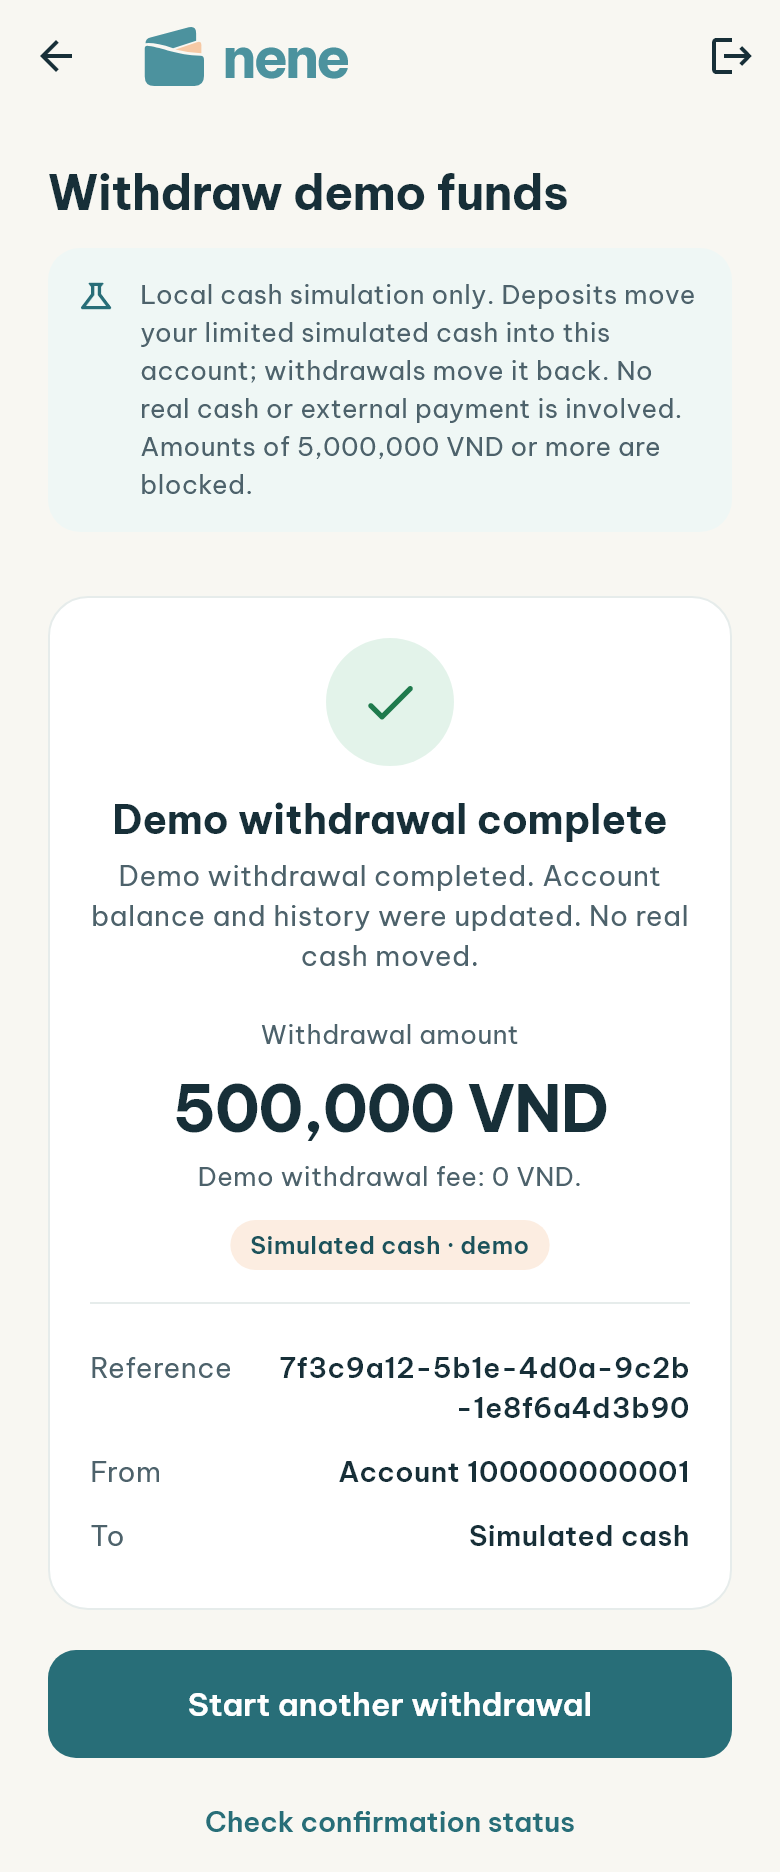 nene
Withdraw demo funds
Local cash simulation only. Deposits move
your limited simulated cash into this
account; withdrawals move it back. No
real cash or external payment is involved.
Amounts of 5,000,000 VND or more are
blocked.
Demo withdrawal complete
Demo withdrawal completed. Account
balance and history were updated. No real
cash moved.
Withdrawal amount
500,000 VND
Demo withdrawal fee: 0 VND.
Simulated cash · demo
Reference 7f3c9a12-5b1e-4d0a-9c2b
-1e8f6a4d3b90
From Account 100000000001
To Simulated cash
Start another withdrawal
Check confirmation status